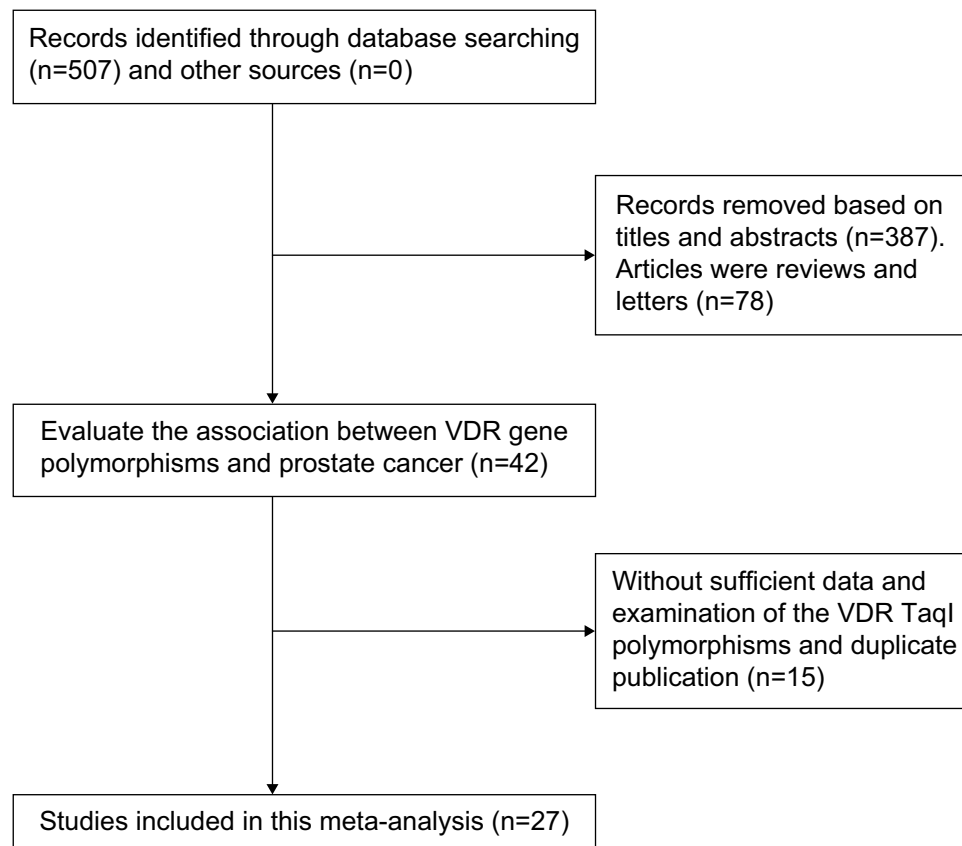 Records identified through database searching
(n=507) and other sources (n=0)
Records removed based on
titles and abstracts (n=387).
Articles were reviews and
letters (n=78)
Evaluate the association between VDR gene
polymorphisms and prostate cancer (n=42)
Without sufficient data and
examination of the VDR TaqI
polymorphisms and duplicate
publication (n=15)
Studies included in this meta-analysis (n=27)